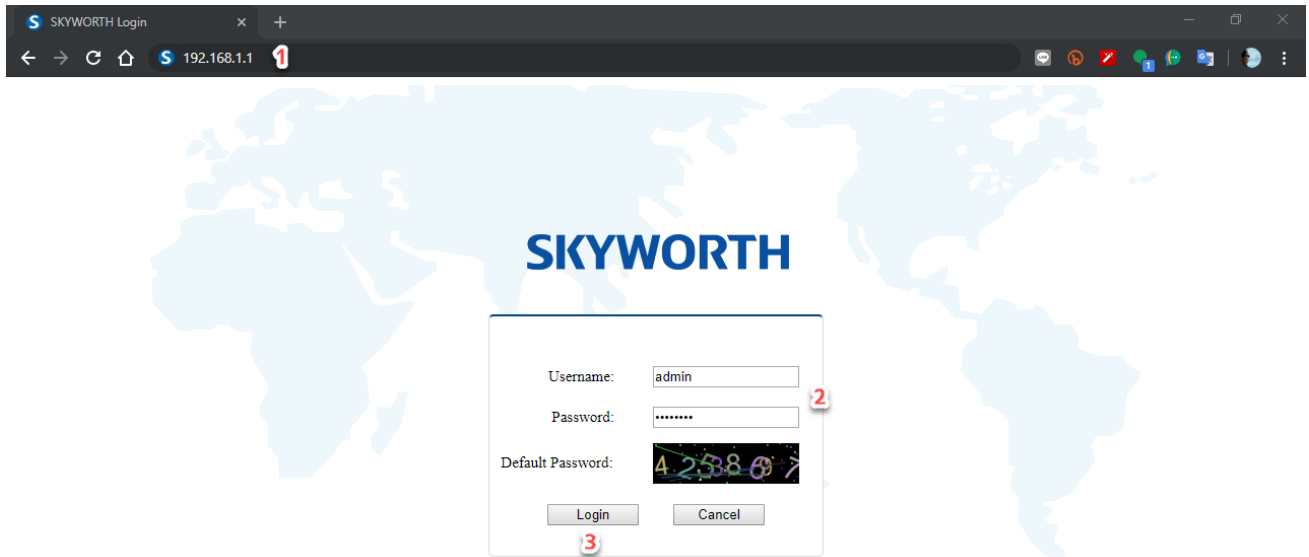 SKYWORTH Login
192.168.1.1 1
SKYWORTH
Username: admin
2
Password: ••••••••
Default Password:
Login Cancel
3